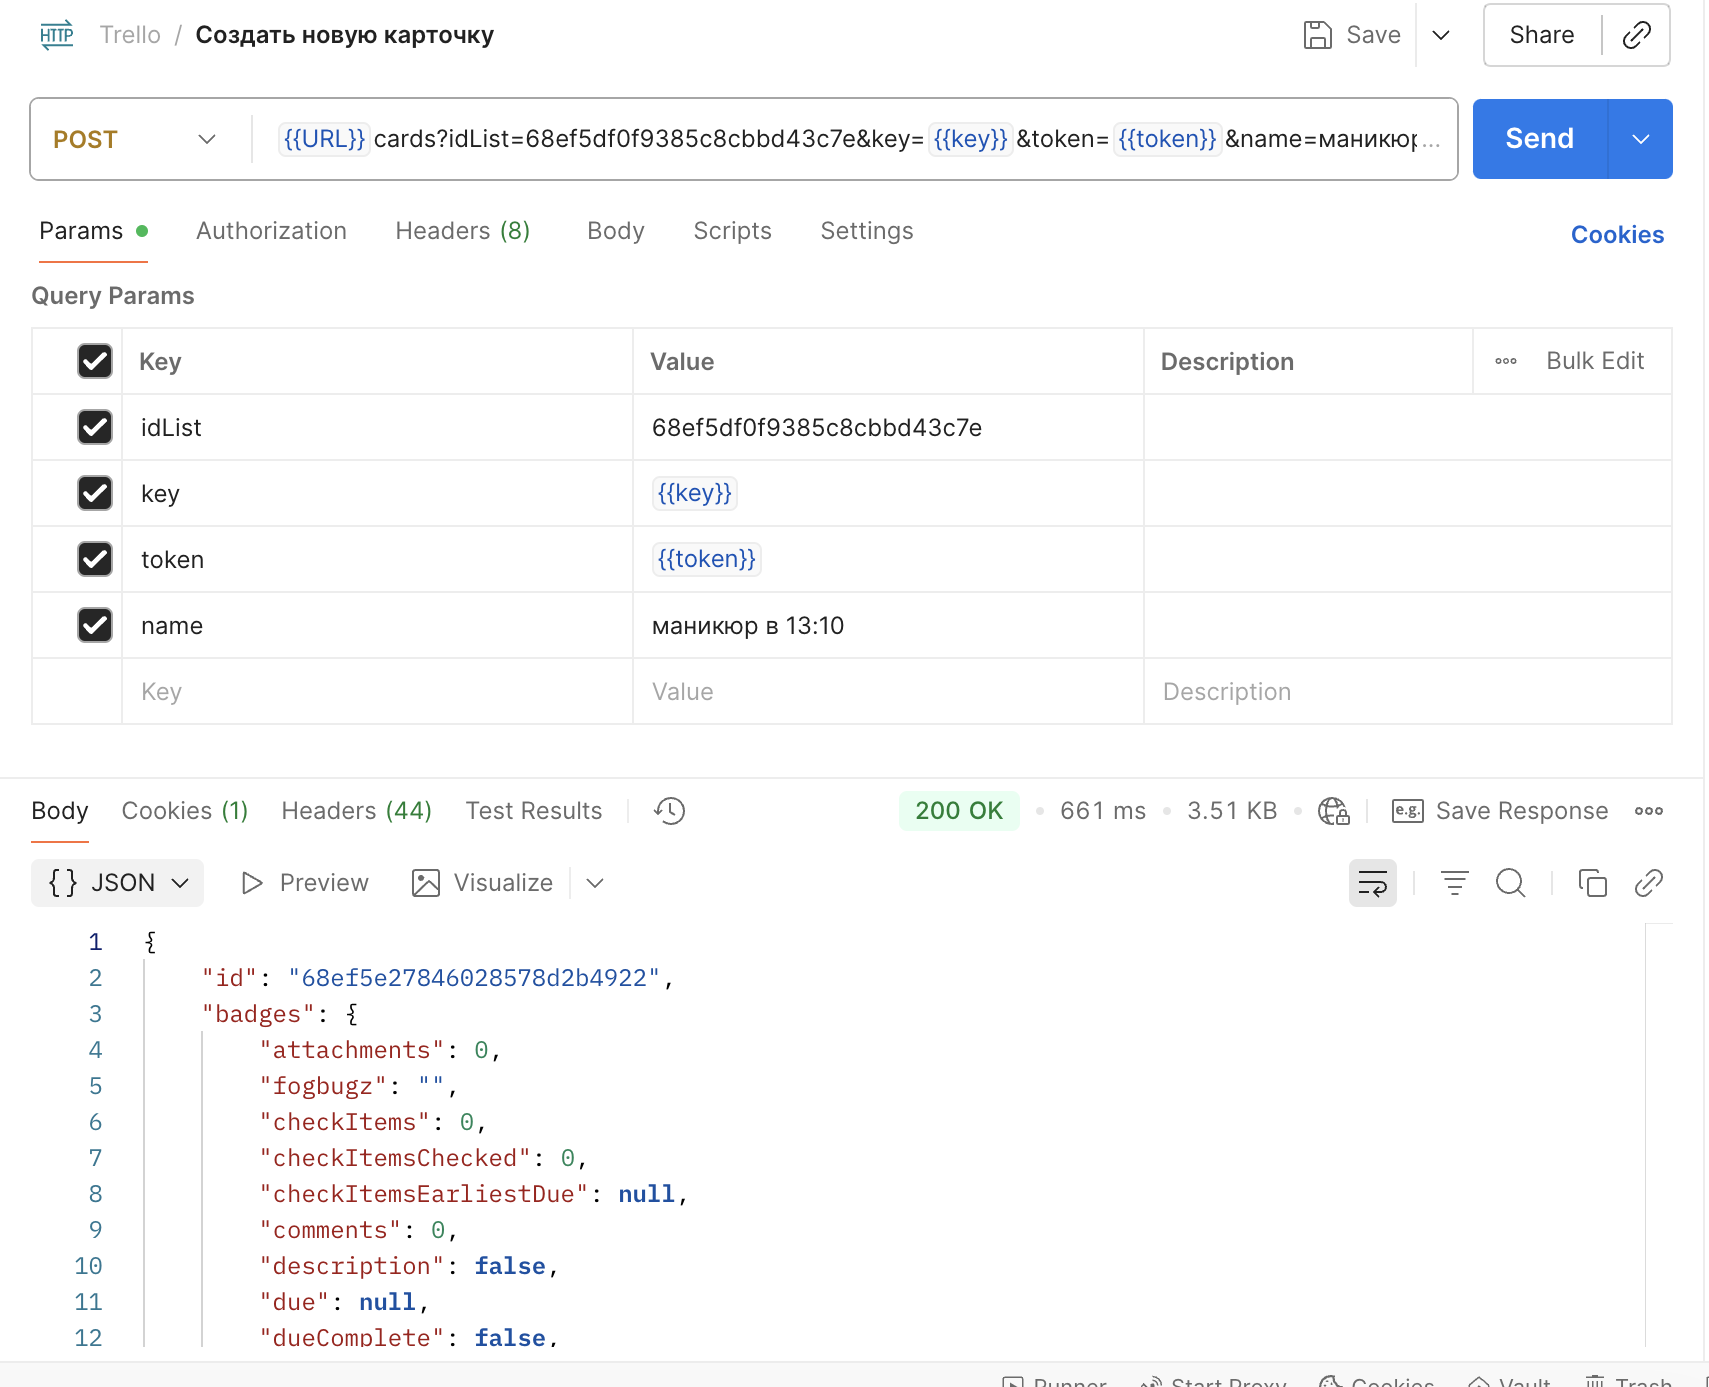 HTTP Trello / Создать новую карточку Save Share
POST {{URL}} cards?idList=68ef5df0f9385c8cbbd43c7e&key= {{key}} &token= {{token}} &name=маникюр... Send
Params Authorization Headers (8) Body Scripts Settings Cookies
Query Params
Key Value Description Bulk Edit
idList 68ef5df0f9385c8cbbd43c7e
key {{key}}
token {{token}}
name маникюр в 13:10
Key Value Description
Body Cookies (1) Headers (44) Test Results 200 OK • 661 ms • 3.51 KB • e.g. Save Response
{ } JSON Preview Visualize
1 {
2 "id": "68ef5e27846028578d2b4922",
3 "badges": {
4 "attachments": 0,
5 "fogbugz": "",
6 "checkItems": 0,
7 "checkItemsChecked": 0,
8 "checkItemsEarliestDue": null,
9 "comments": 0,
10 "description": false,
11 "due": null,
12 "dueComplete": false,
Runner Start Proxy Cookies Vault Trash